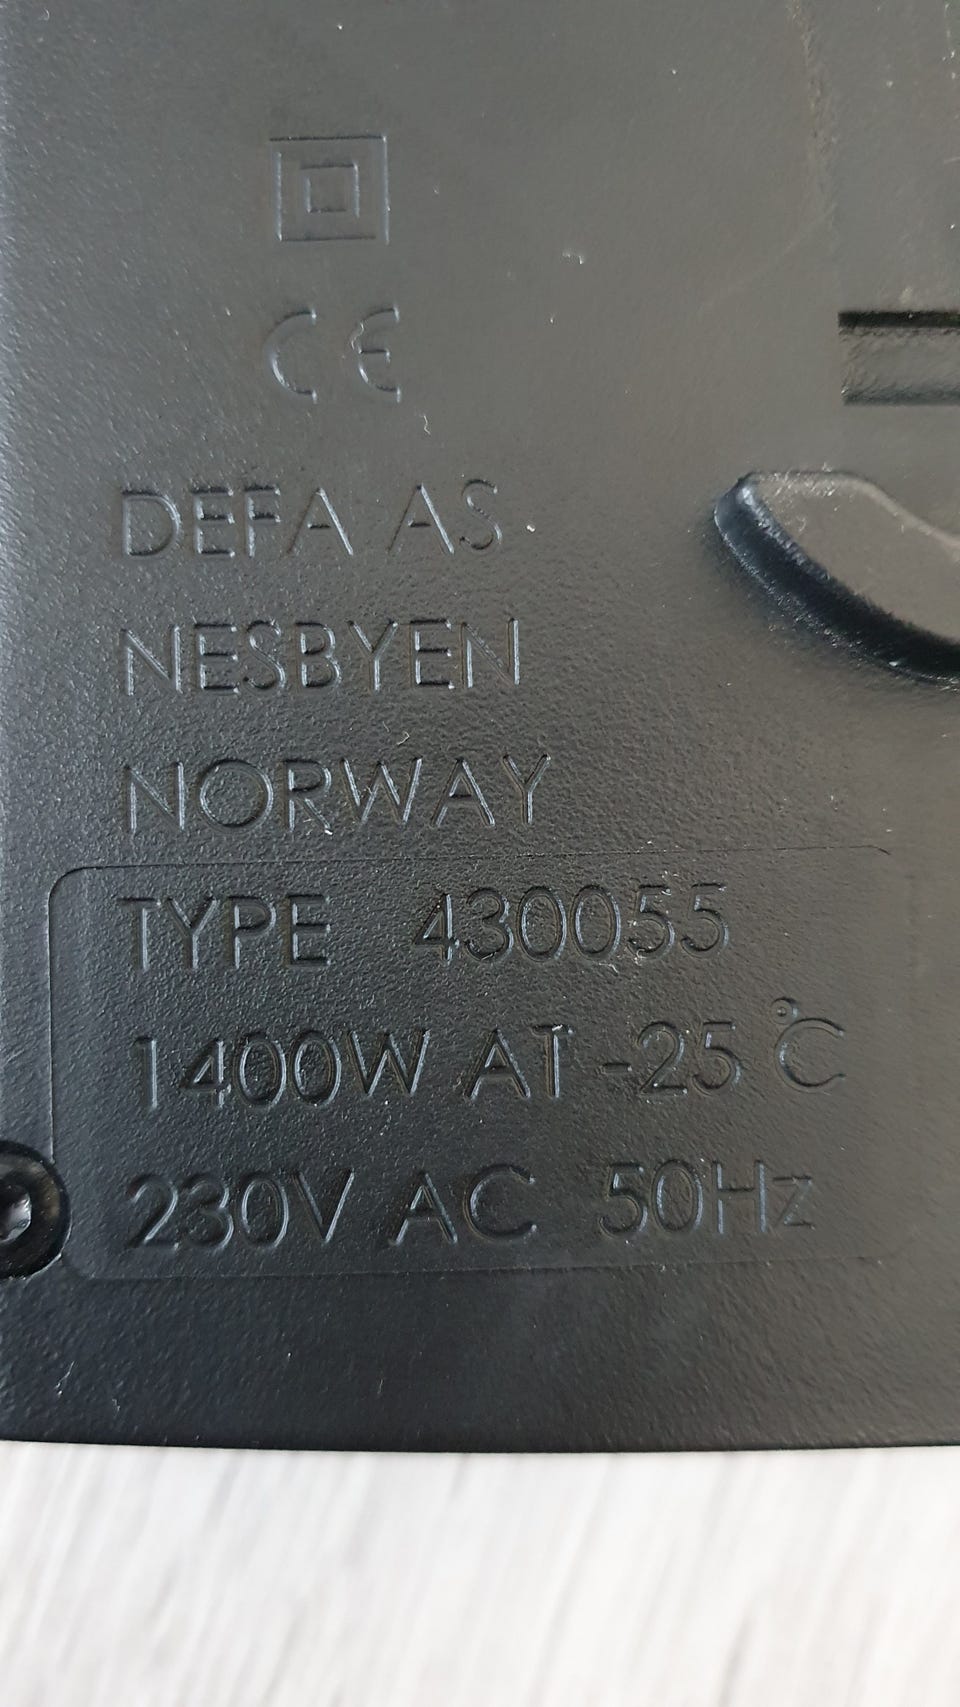 CE
DEFA AS
NESBYEN
NORWAY
TYPE 430055
1400W AT -25 °C
230V AC 50Hz